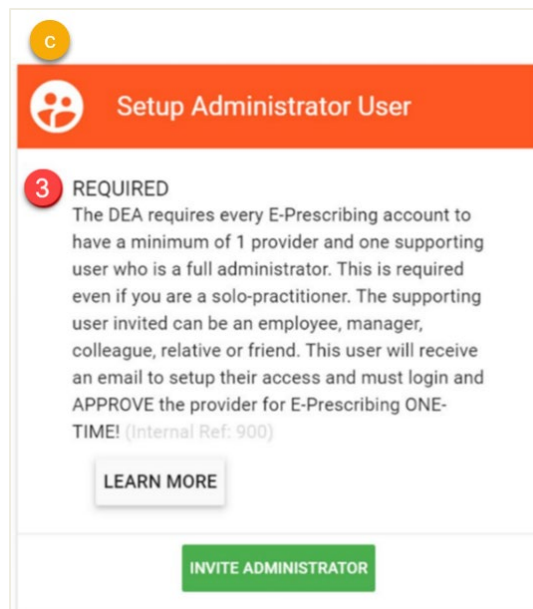 c
Setup Administrator User
3 REQUIRED
The DEA requires every E-Prescribing account to
have a minimum of 1 provider and one supporting
user who is a full administrator. This is required
even if you are a solo-practitioner. The supporting
user invited can be an employee, manager,
colleague, relative or friend. This user will receive
an email to setup their access and must login and
APPROVE the provider for E-Prescribing ONE-
TIME! (Internal Ref: 900)
LEARN MORE
INVITE ADMINISTRATOR